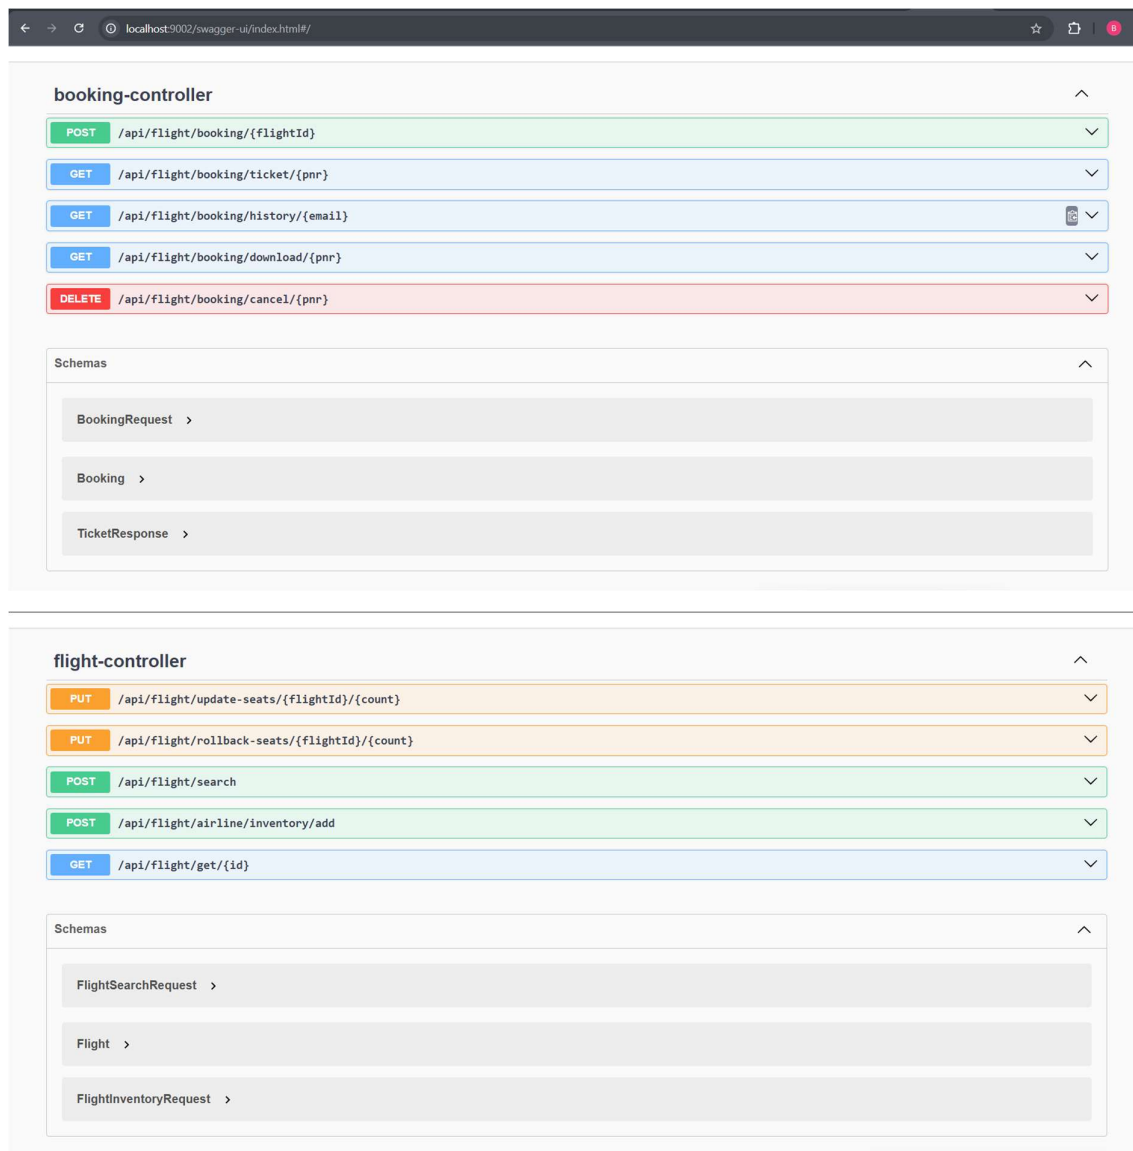 localhost:9002/swagger-ui/index.html#/
B
booking-controller
POST /api/flight/booking/{flightId}
GET /api/flight/booking/ticket/{pnr}
GET /api/flight/booking/history/{email}
GET /api/flight/booking/download/{pnr}
DELETE /api/flight/booking/cancel/{pnr}
Schemas
BookingRequest
Booking
TicketResponse
flight-controller
PUT /api/flight/update-seats/{flightId}/{count}
PUT /api/flight/rollback-seats/{flightId}/{count}
POST /api/flight/search
POST /api/flight/airline/inventory/add
GET /api/flight/get/{id}
Schemas
FlightSearchRequest
Flight
FlightInventoryRequest